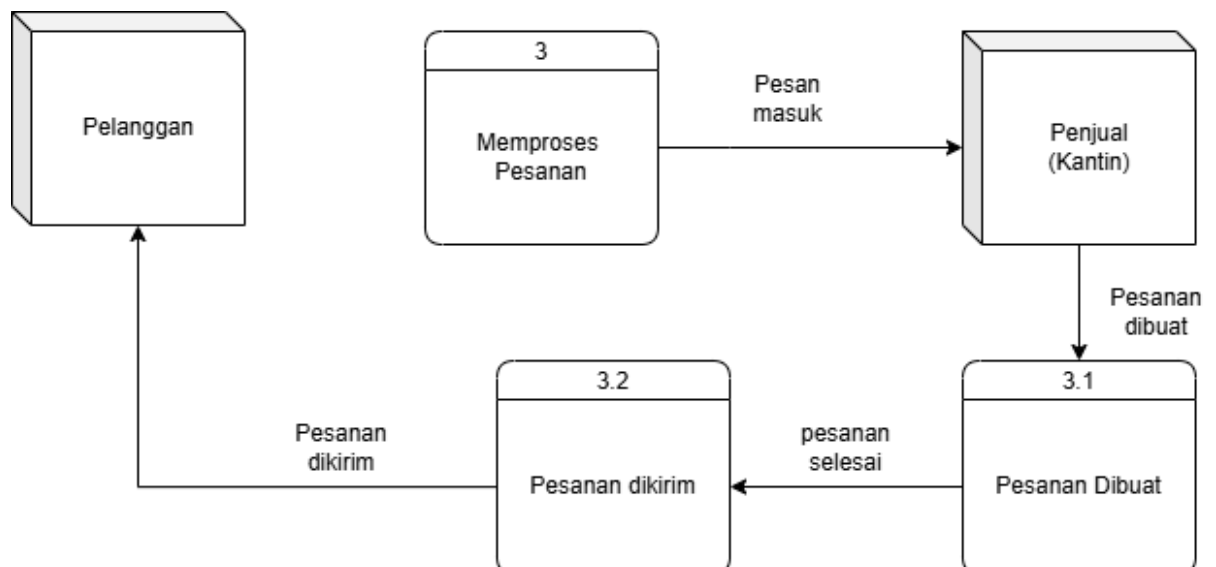 Pelanggan
3
Memproses
Pesanan
Pesan
masuk
Penjual
(Kantin)
Pesanan
dibuat
3.1
Pesanan Dibuat
pesanan
selesai
3.2
Pesanan dikirim
Pesanan
dikirim